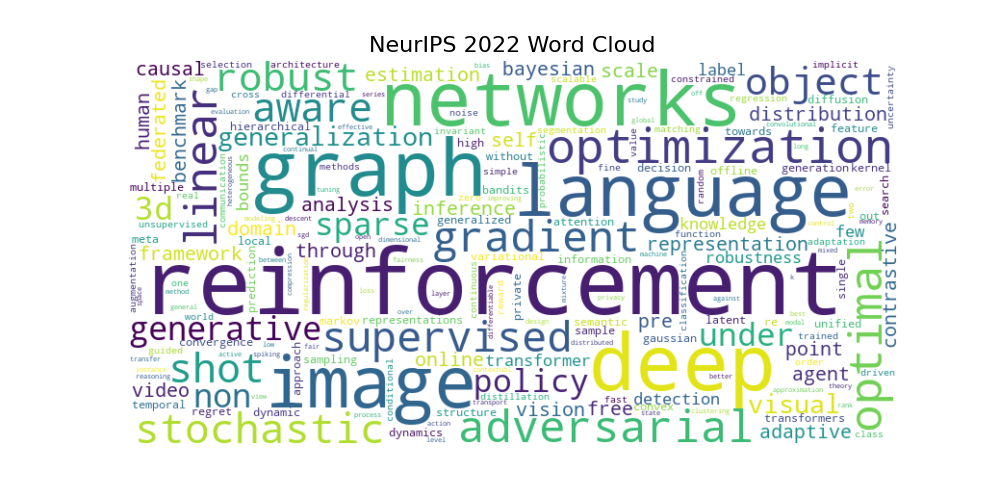 NeurIPS 2022 Word Cloud
causal selection architecture robust estimation bias bayesian scale label constrained implicit
shape gap cross differential series networks scalable object regression diffusion uncertainty
human federated benchmark linear evaluation aware effective noise off study distribution
hierarchical invariant segmentation global matching towards convolutional feature
generalization high self optimization value long
communication bounds graph methods without probabilistic fine decision offline generation kernel
multiple real heterogeneous tuning simple language random search error
3d analysis inference zero bandits improving two out
unsupervised domain modeling descent sparse generalized attention knowledge control memory few
meta local sgd open gradient function representation adaptation mixed contrastive
framework prediction between through dimensional variational information machine robustness single optimal
augmentation space one method compression regularization fairness reinforcement continuous reward differentiable mixture private privacy classification against k
general world loss layer over best
generative markov representations design semantic pre latent re unified
convergence supervised sample gaussian under modal trained
guided active low fair online transformer distributed point order
transfer instance reasoning spiking shot approach sampling conditional image contextual policy deep better agent driven
video view distillation fast detection approximation theory
temporal non regret dynamic process structure transport vision free convex state clustering visual transformers rank
stochastic dynamics action level adversarial adaptive class